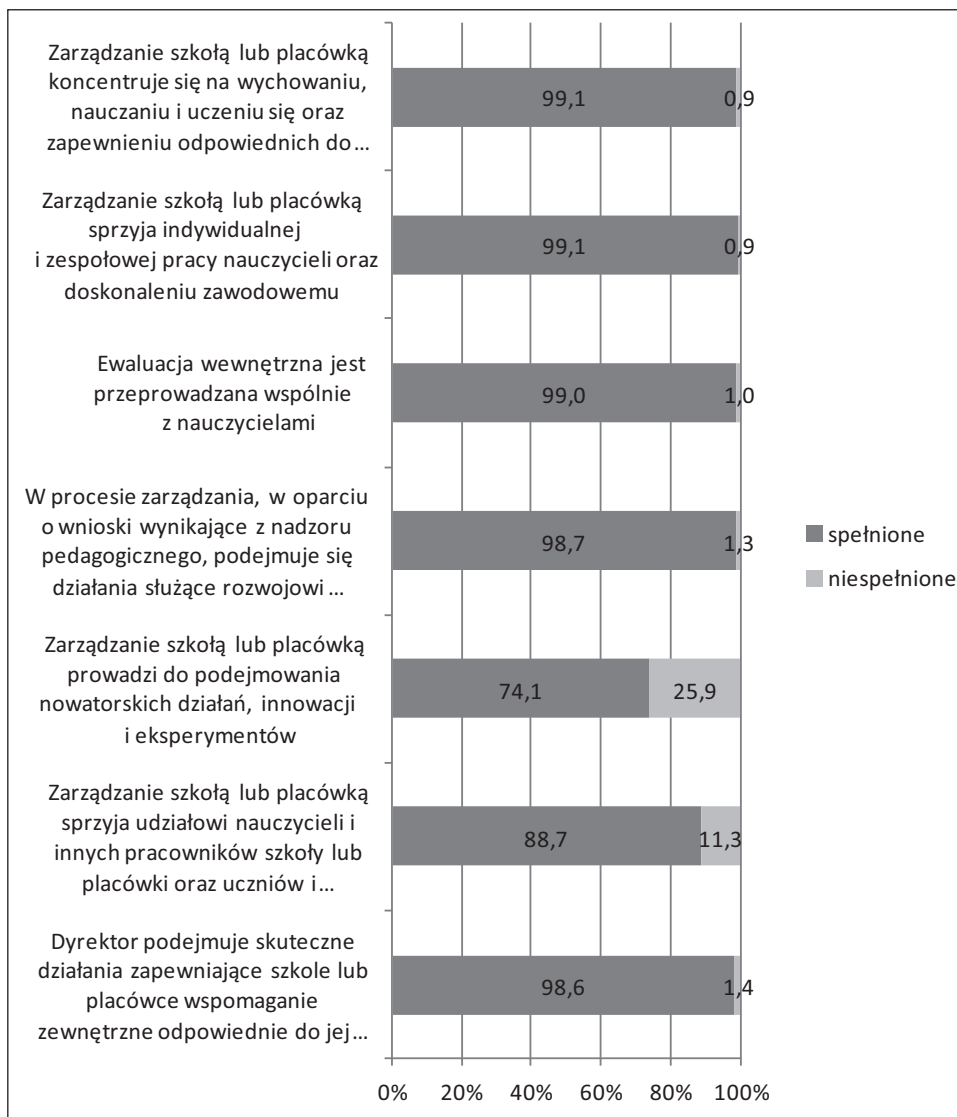 Zarządzanie szkołą lub placówką
koncentruje się na wychowaniu,
nauczaniu i uczeniu się oraz
zapewnieniu odpowiednich do...
99,1
0,9
Zarządzanie szkołą lub placówką
sprzyja indywidualnej
i zespołowej pracy nauczycieli oraz
doskonaleniu zawodowemu
99,1
0,9
Ewaluacja wewnętrzna jest
przeprowadzana wspólnie
z nauczycielami
99,0
1,0
W procesie zarządzania, w oparciu
o wnioski wynikające z nadzoru
pedagogicznego, podejmuje się
działania służące rozwojowi ...
98,7
1,3
Zarządzanie szkołą lub placówką
prowadzi do podejmowania
nowatorskich działań, innowacji
i eksperymentów
74,1
25,9
Zarządzanie szkołą lub placówką
sprzyja udziałowi nauczycieli i
innych pracowników szkoły lub
placówki oraz uczniów i...
88,7
11,3
Dyrektor podejmuje skuteczne
działania zapewniające szkole lub
placówce wspomaganie
zewnętrzne odpowiednie do jej...
98,6
1,4
0% 20% 40% 60% 80% 100%
spełnione
niespełnione